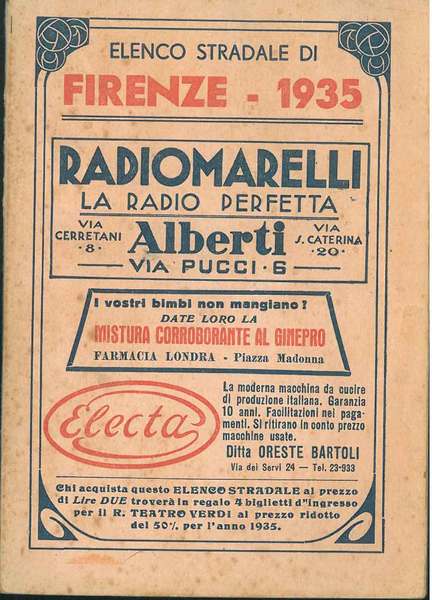 ELENCO STRADALE DI
FIRENZE - 1935
RADIOMARELLI
LA RADIO PERFETTA
VIA CERRETANI ·8·
Alberti
VIA S. CATERINA ·20·
VIA PUCCI·6
I vostri bimbi non mangiano?
DATE LORO LA
MISTURA CORROBORANTE AL GINEPRO
FARMACIA LONDRA - Piazza Madonna
Electa
La moderna macchina da cucire
di produzione italiana. Garanzia
10 anni. Facilitazioni nei paga-
menti. Si ritirano in conto prezzo
macchine usate.
Ditta ORESTE BARTOLI
Via dei Servi 24 — Tel. 23-933
Chi acquista questo ELENCO STRADALE al prezzo
di Lire DUE troverà in regalo 4 biglietti d"ingresso
per il R. TEATRO VERDI al prezzo ridotto
del 50% per l'anno 1935.